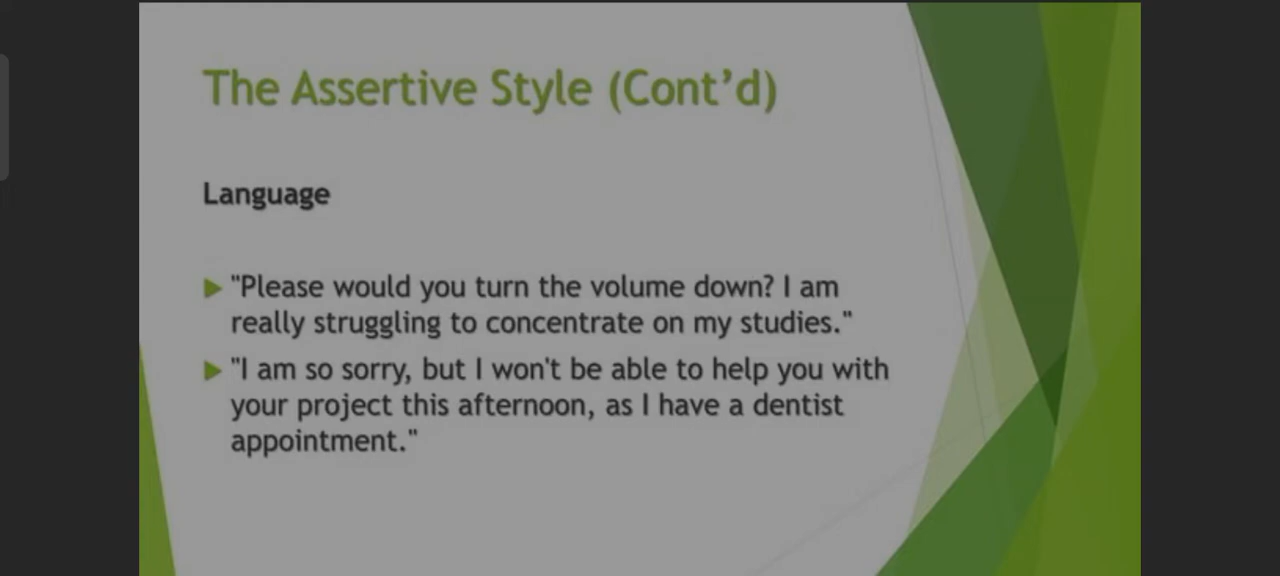 The Assertive Style (Cont’d)
Language
"Please would you turn the volume down? I am
really struggling to concentrate on my studies."
"I am so sorry, but I won't be able to help you with
your project this afternoon, as I have a dentist
appointment."